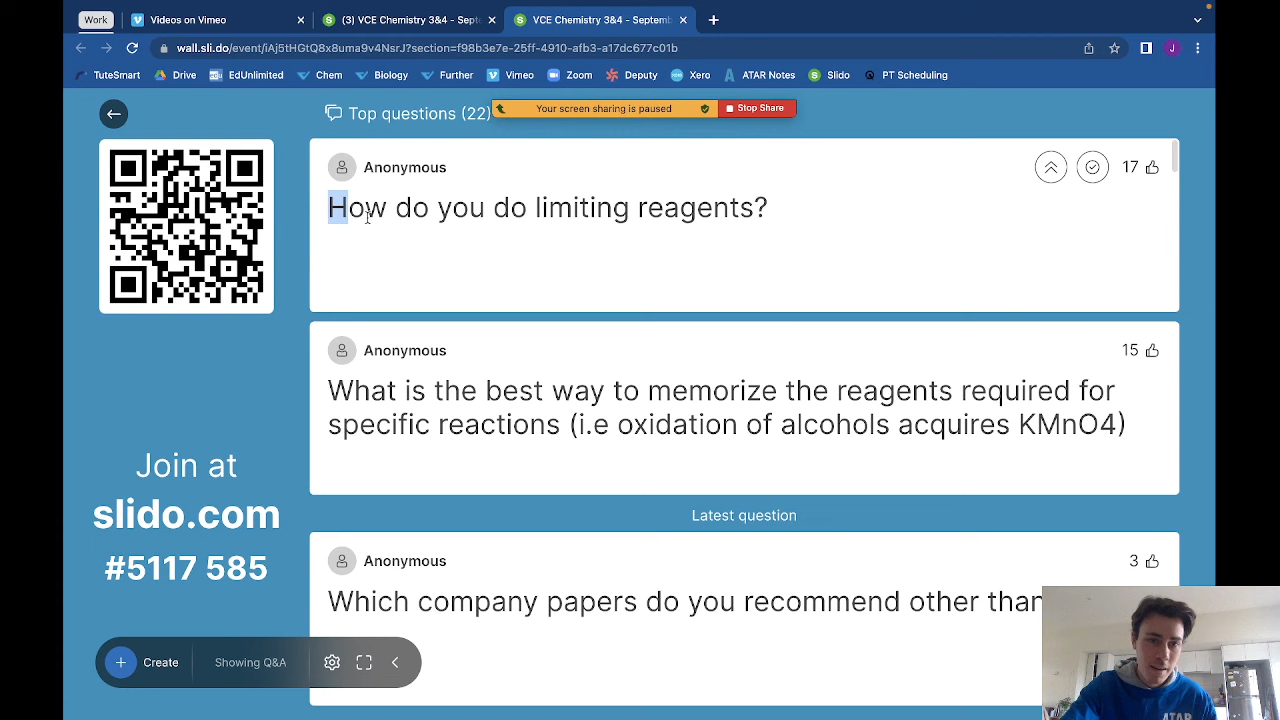 Work
Videos on Vimeo
(3) VCE Chemistry 3&4 - Septe
VCE Chemistry 3&4 - Septemb
wall.sli.do/event/iAj5tHGtQ8x8uma9v4NsrJ?section=f98b3e7e-25ff-4910-afb3-a17dc677c01b
J
TuteSmart
Drive
EdUnlimited
Chem
Biology
Further
Vimeo
Zoom
Deputy
Xero
ATAR Notes
Slido
PT Scheduling
Top questions (22)
Your screen sharing is paused
Stop Share
Anonymous
17
How do you do limiting reagents?
Anonymous
15
What is the best way to memorize the reagents required for
specific reactions (i.e oxidation of alcohols acquires KMnO4)
Join at
slido.com
#5117 585
Latest question
Anonymous
3
Which company papers do you recommend other than
Create
Showing Q&A
ATAR